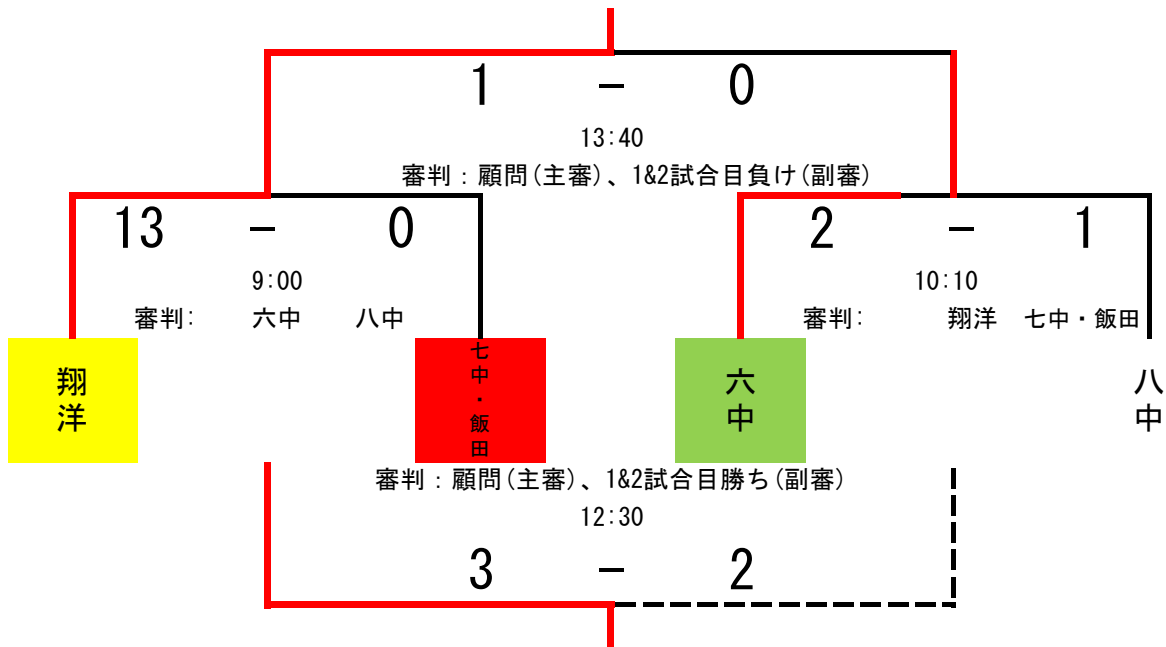 1 － 0
13:40
審判：顧問(主審)、1&2試合目負け(副審)
13 － 0
2 － 1
9:00
10:10
審判: 六中 八中
審判: 翔洋 七中・飯田
翔洋
七中・飯田
六中
八中
審判：顧問(主審)、1&2試合目勝ち(副審)
12:30
3 － 2